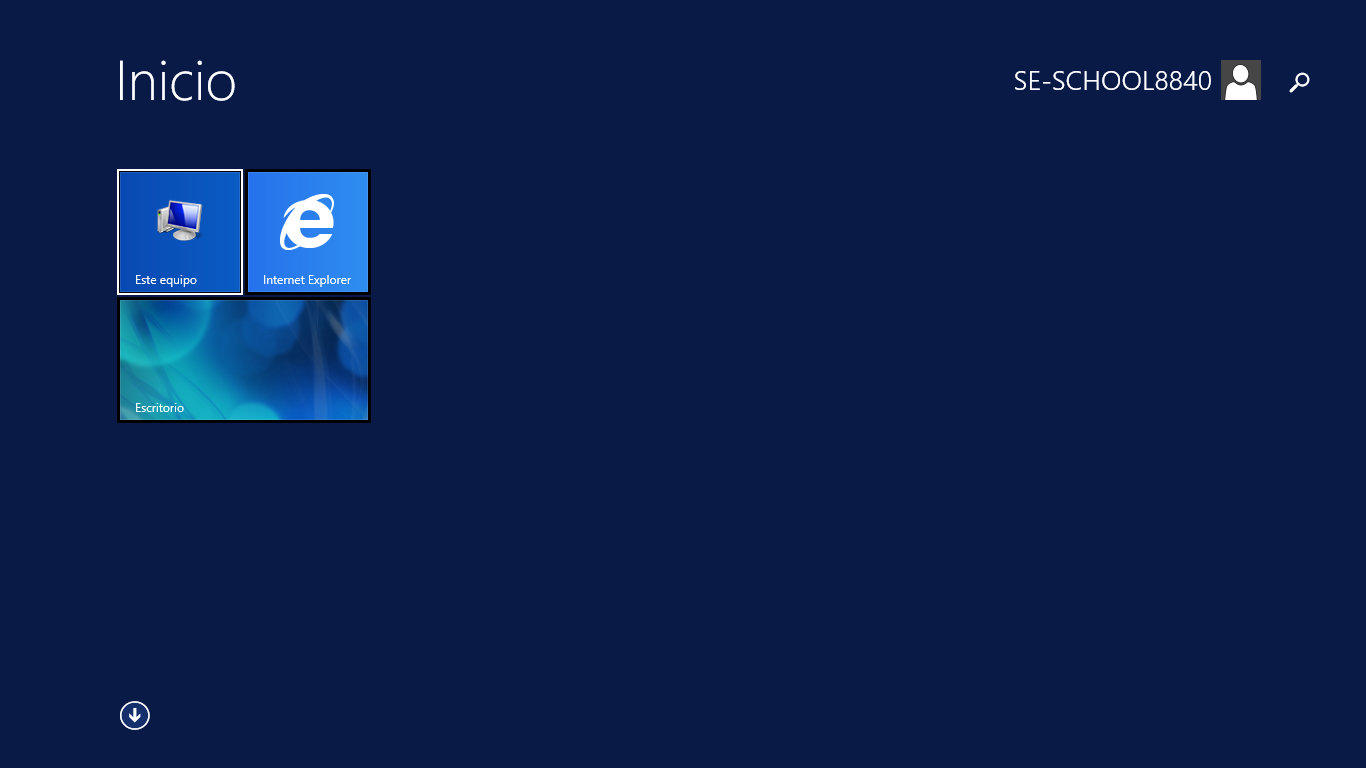 Inicio
SE-SCHOOL8840
Este equipo
Internet Explorer
Escritorio